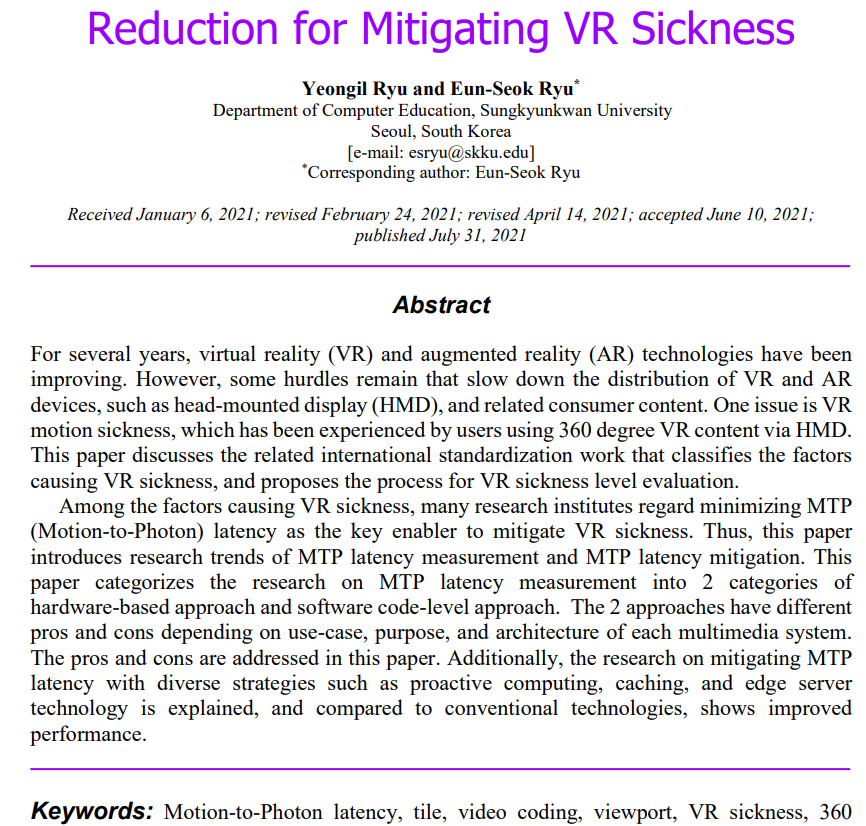 Reduction for Mitigating VR Sickness
Yeongil Ryu and Eun-Seok Ryu*
Department of Computer Education, Sungkyunkwan University
Seoul, South Korea
[e-mail: esryu@skku.edu]
*Corresponding author: Eun-Seok Ryu
Received January 6, 2021; revised February 24, 2021; revised April 14, 2021; accepted June 10, 2021;
published July 31, 2021
Abstract
For several years, virtual reality (VR) and augmented reality (AR) technologies have been
improving. However, some hurdles remain that slow down the distribution of VR and AR
devices, such as head-mounted display (HMD), and related consumer content. One issue is VR
motion sickness, which has been experienced by users using 360 degree VR content via HMD.
This paper discusses the related international standardization work that classifies the factors
causing VR sickness, and proposes the process for VR sickness level evaluation.
Among the factors causing VR sickness, many research institutes regard minimizing MTP
(Motion-to-Photon) latency as the key enabler to mitigate VR sickness. Thus, this paper
introduces research trends of MTP latency measurement and MTP latency mitigation. This
paper categorizes the research on MTP latency measurement into 2 categories of
hardware-based approach and software code-level approach. The 2 approaches have different
pros and cons depending on use-case, purpose, and architecture of each multimedia system.
The pros and cons are addressed in this paper. Additionally, the research on mitigating MTP
latency with diverse strategies such as proactive computing, caching, and edge server
technology is explained, and compared to conventional technologies, shows improved
performance.
Keywords: Motion-to-Photon latency, tile, video coding, viewport, VR sickness, 360